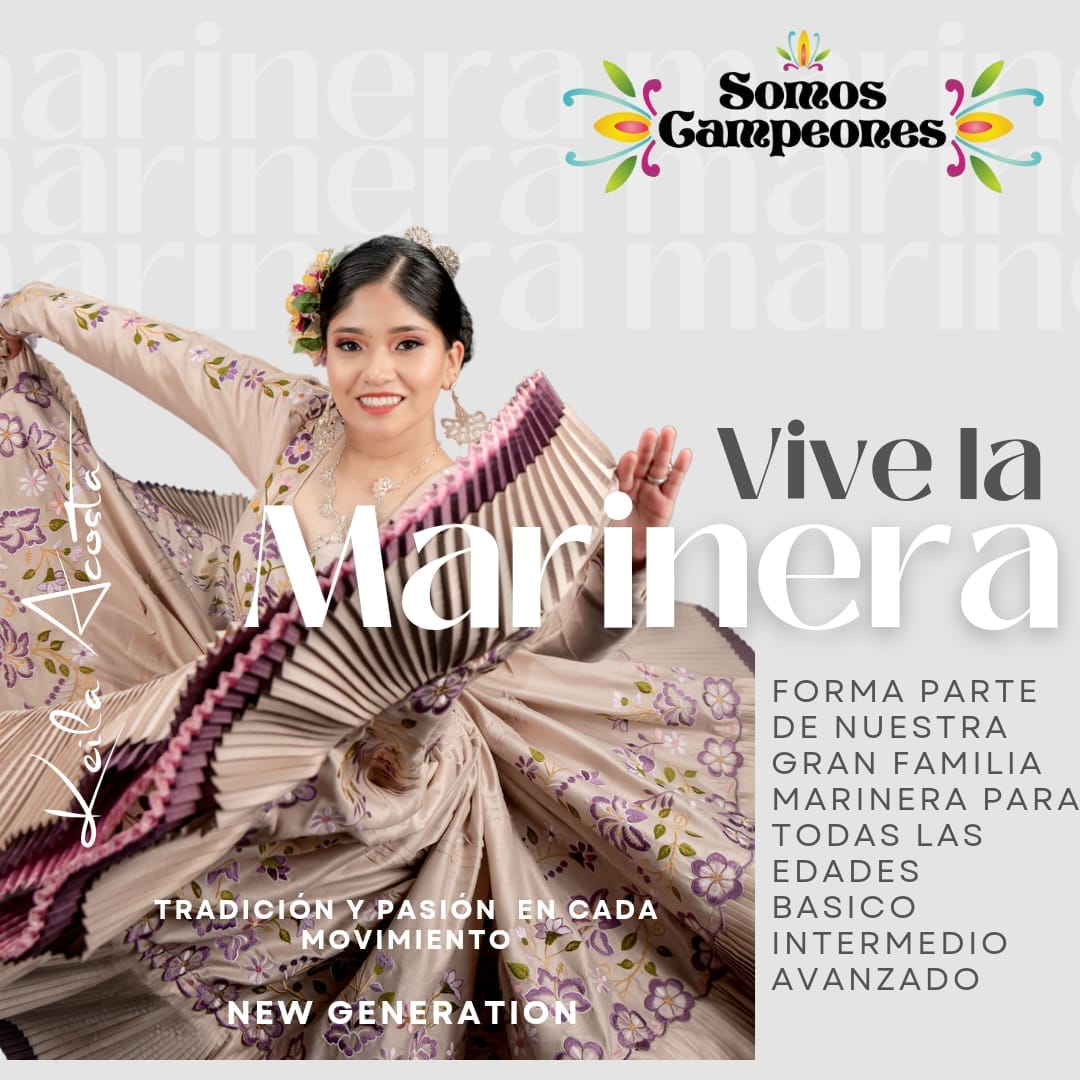 marinera marinera
marinera marinera
marinera marinera
Somos
Campeones
Vive la
Marinera
Keila Acosta
FORMA PARTE
DE NUESTRA
GRAN FAMILIA
MARINERA PARA
TODAS LAS
EDADES
BASICO
INTERMEDIO
AVANZADO
TRADICIÓN Y PASIÓN EN CADA
MOVIMIENTO
NEW GENERATION